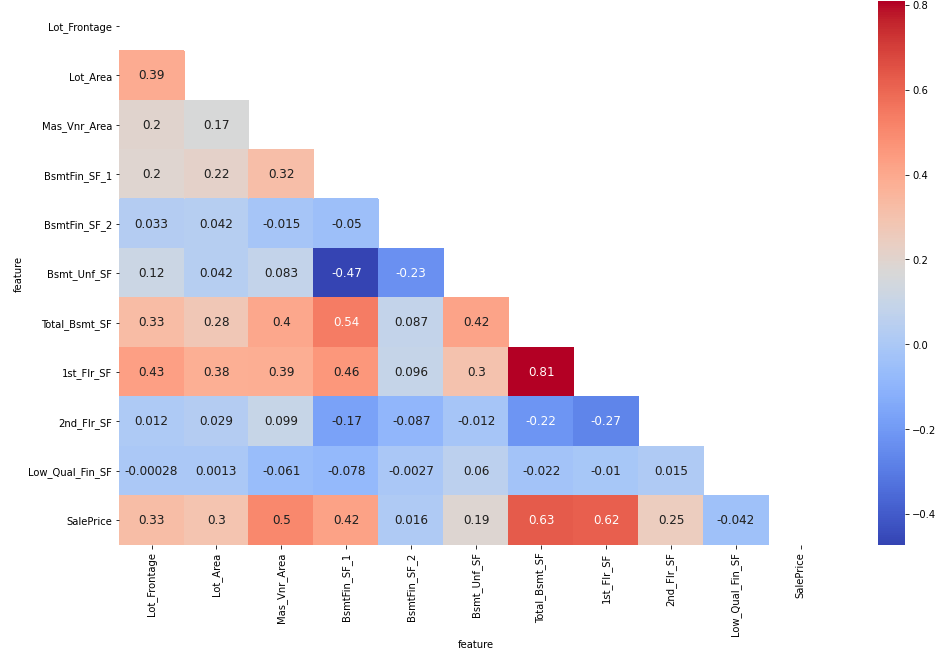 Lot_Frontage
Lot_Area 0.39
Mas_Vnr_Area 0.2 0.17
BsmtFin_SF_1 0.2 0.22 0.32
BsmtFin_SF_2 0.033 0.042 -0.015 -0.05
Bsmt_Unf_SF 0.12 0.042 0.083 -0.47 -0.23
Total_Bsmt_SF 0.33 0.28 0.4 0.54 0.087 0.42
1st_Flr_SF 0.43 0.38 0.39 0.46 0.096 0.3 0.81
2nd_Flr_SF 0.012 0.029 0.099 -0.17 -0.087 -0.012 -0.22 -0.27
Low_Qual_Fin_SF -0.00028 0.0013 -0.061 -0.078 -0.0027 0.06 -0.022 -0.01 0.015
SalePrice 0.33 0.3 0.5 0.42 0.016 0.19 0.63 0.62 0.25 -0.042
feature
Lot_Frontage
Lot_Area
Mas_Vnr_Area
BsmtFin_SF_1
BsmtFin_SF_2
Bsmt_Unf_SF
Total_Bsmt_SF
1st_Flr_SF
2nd_Flr_SF
Low_Qual_Fin_SF
SalePrice
feature
0.8
0.6
0.4
0.2
0.0
−0.2
−0.4